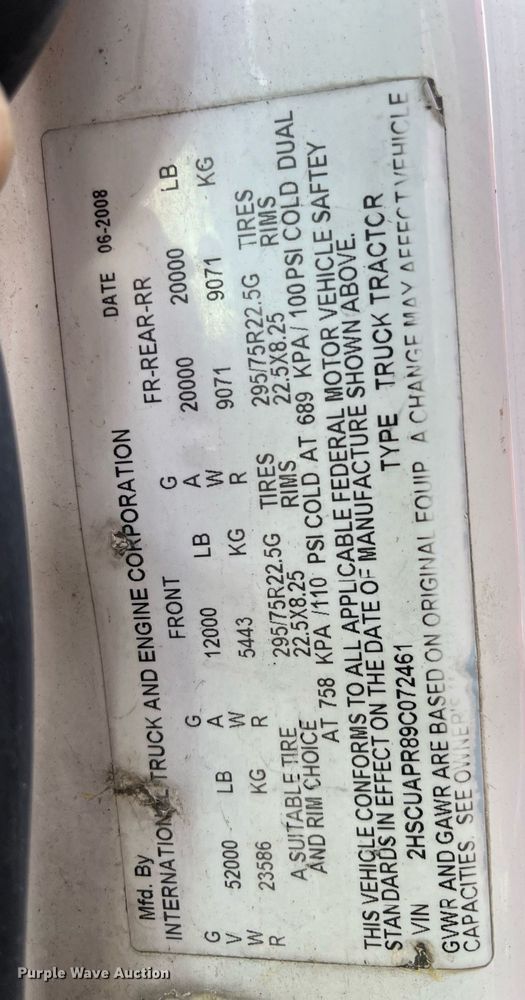 Mfd. By
INTERNATIONAL TRUCK AND ENGINE CORPORATION
DATE 06-2008
FRONT
FR-REAR-RR
G 52000 LB
V
W 23586 KG
R
G 12000 LB
A
W 5443 KG
R
G 20000 20000 LB
A
W 9071 9071 KG
R
A SUITABLE TIRE
AND RIM CHOICE
295/75R22.5G TIRES
22.5X8.25 RIMS
295/75R22.5G TIRES
22.5X8.25 RIMS
AT 758 KPA /110 PSI COLD AT 689 KPA/ 100 PSI COLD DUAL
THIS VEHICLE CONFORMS TO ALL APPLICABLE FEDERAL MOTOR VEHICLE SAFTEY
STANDARDS IN EFFECT ON THE DATE OF MANUFACTURE SHOWN ABOVE.
VIN 2HSCUAPR89C072461 TYPE TRUCK TRACTOR
GVWR AND GAWR ARE BASED ON ORIGINAL EQUIP A CHANGE MAY AFFECT VEHICLE
CAPACITIES. SEE OWNER'S
Purple Wave Auction